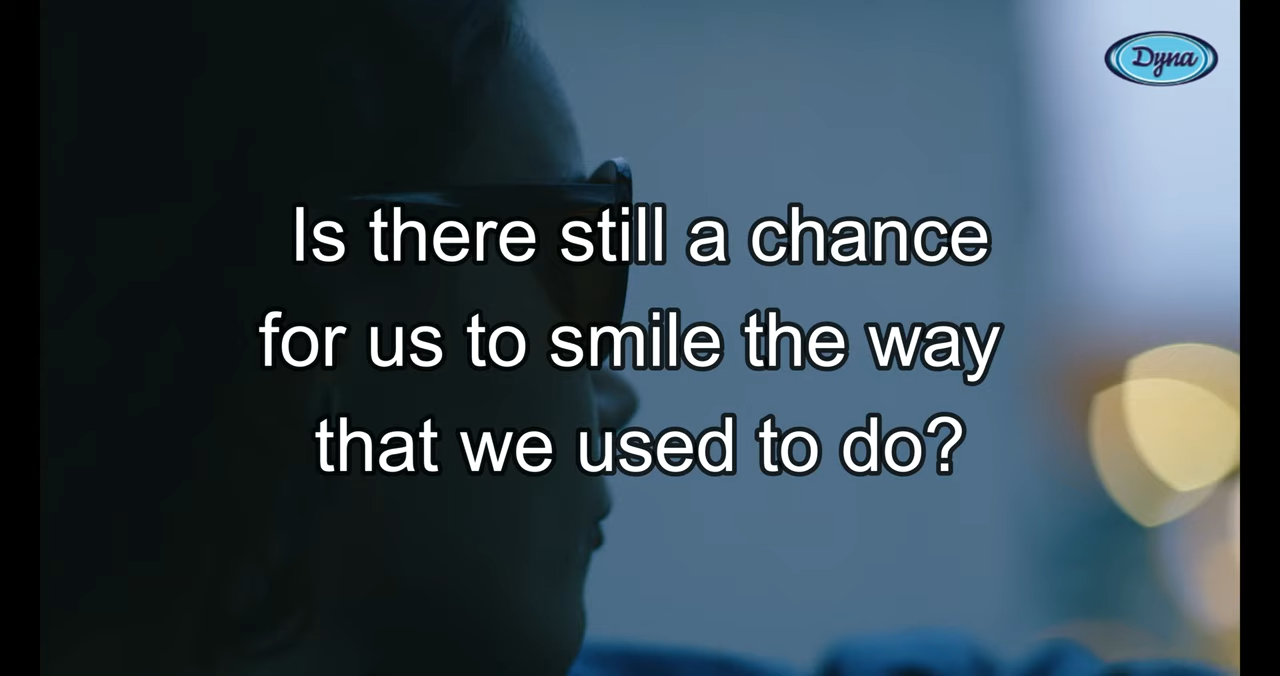 Dyna
Is there still a chance
for us to smile the way
that we used to do?